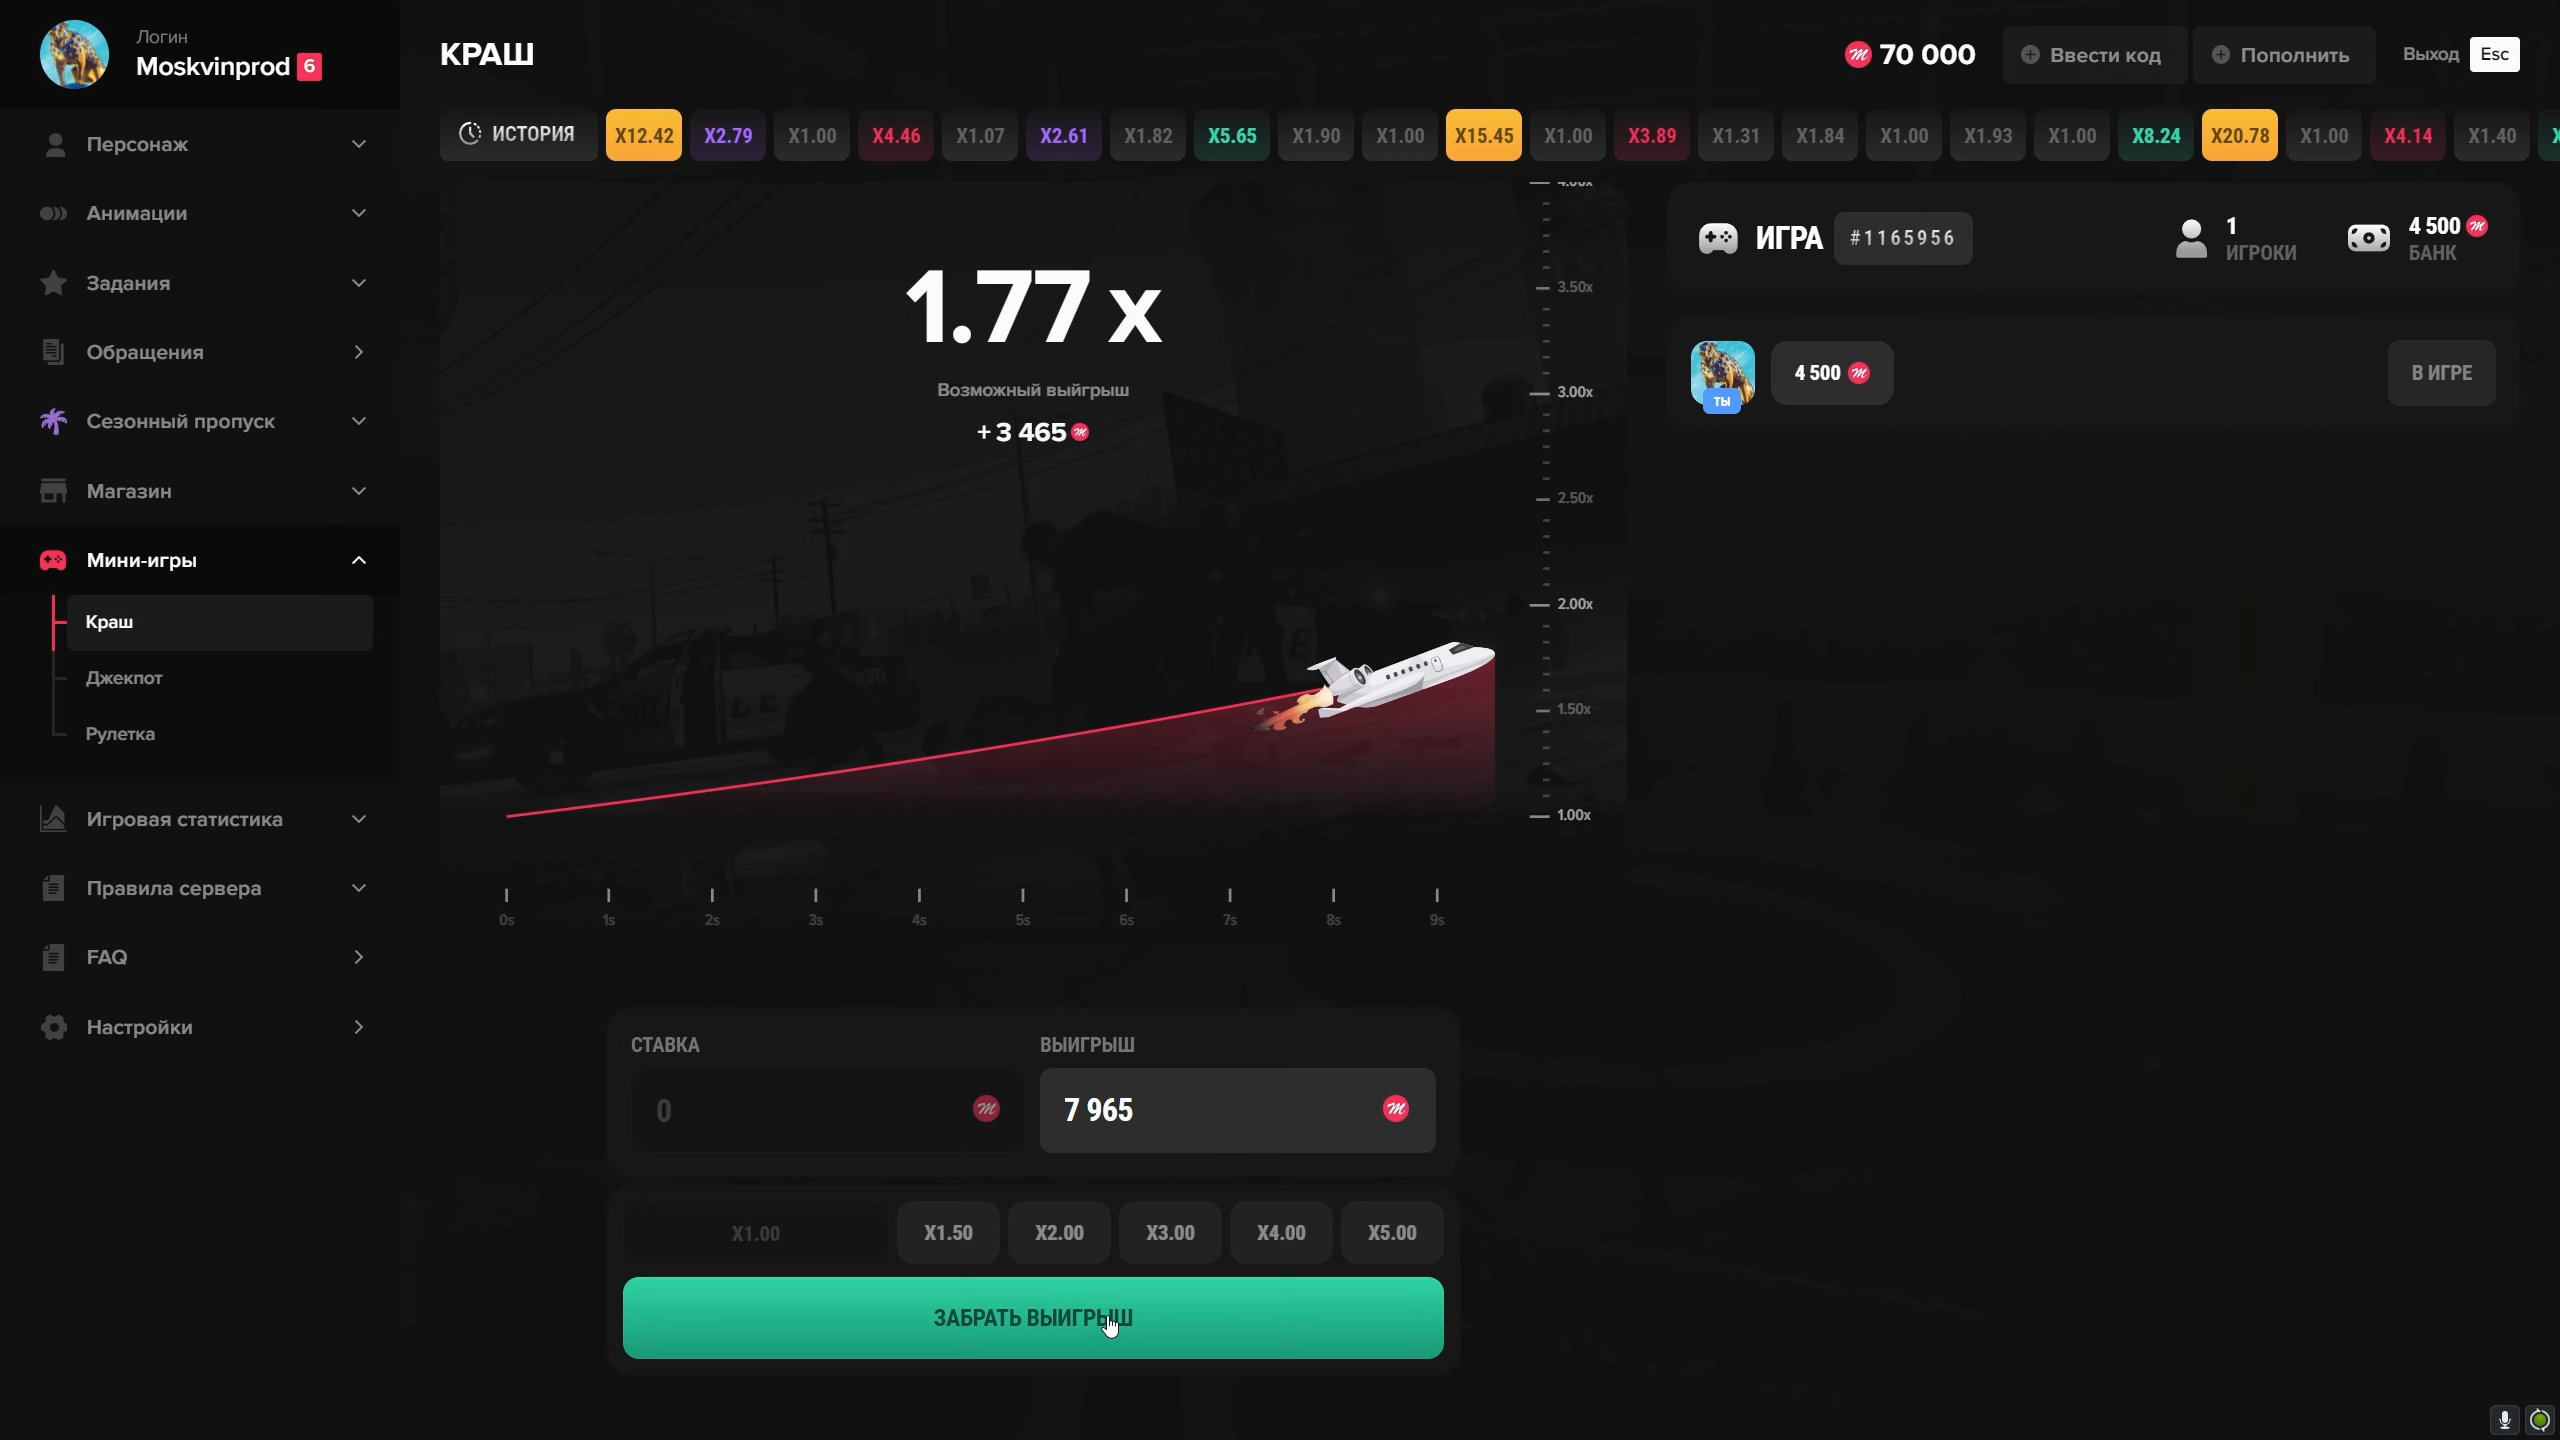 Логин
Moskvinprod 6
Персонаж
Анимации
Задания
Обращения
Сезонный пропуск
Магазин
Мини-игры
Краш
Джекпот
Рулетка
Игровая статистика
Правила сервера
FAQ
Настройки
КРАШ
70 000
Ввести код
Пополнить
Выход Esc
ИСТОРИЯ X12.42 X2.79 X1.00 X4.46 X1.07 X2.61 X1.82 X5.65 X1.90 X1.00 X15.45 X1.00 X3.89 X1.31 X1.84 X1.00 X1.93 X1.00 X8.24 X20.78 X1.00 X4.14 X1.40
1.77 x
Возможный выйгрыш
+ 3 465
4.00x
3.50x
3.00x
2.50x
2.00x
1.50x
1.00x
0s 1s 2s 3s 4s 5s 6s 7s 8s 9s
СТАВКА
0
ВЫИГРЫШ
7 965
X1.00 X1.50 X2.00 X3.00 X4.00 X5.00
ЗАБРАТЬ ВЫИГРЫШ
ИГРА #1165956
1
ИГРОКИ
4 500
БАНК
ТЫ
4 500
В ИГРЕ